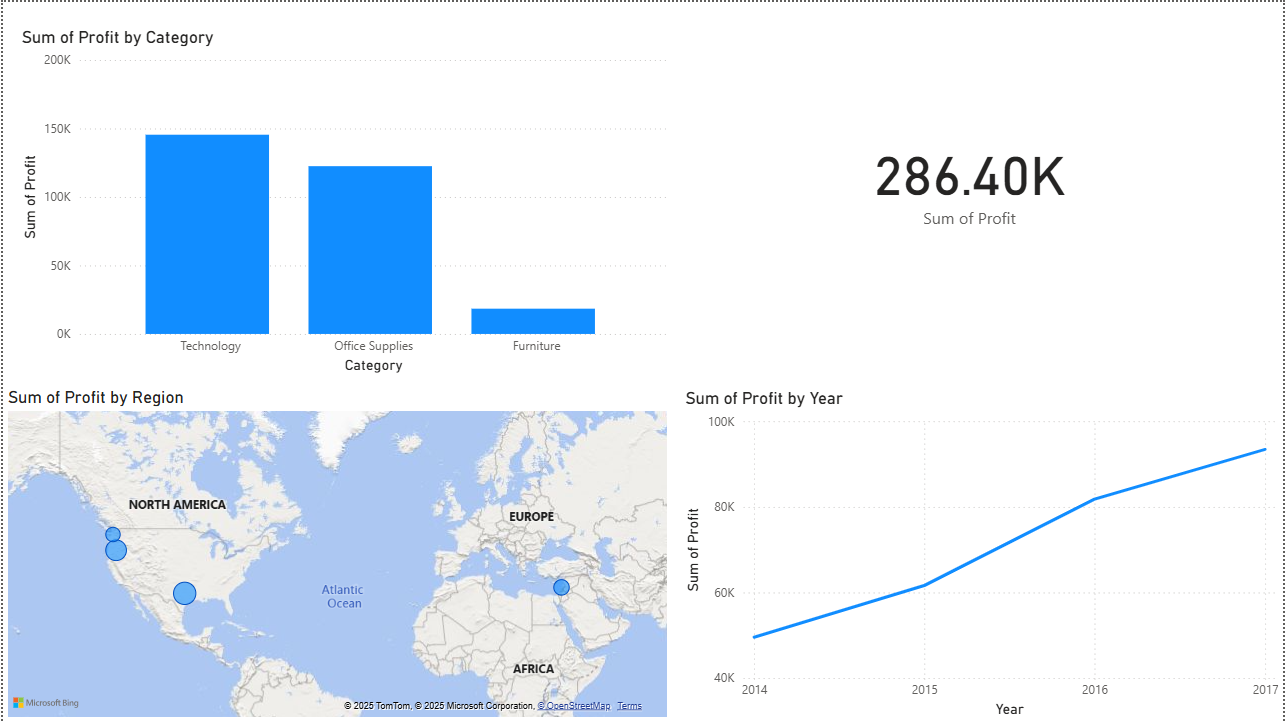 Sum of Profit by Category
200K
150K
100K
50K
0K
Sum of Profit
Technology
Office Supplies
Furniture
Category
286.40K
Sum of Profit
Sum of Profit by Region
NORTH AMERICA
EUROPE
Atlantic
Ocean
AFRICA
Microsoft Bing
© 2025 TomTom, © 2025 Microsoft Corporation, © OpenStreetMap Terms
Sum of Profit by Year
100K
80K
60K
40K
Sum of Profit
2014
2015
2016
2017
Year